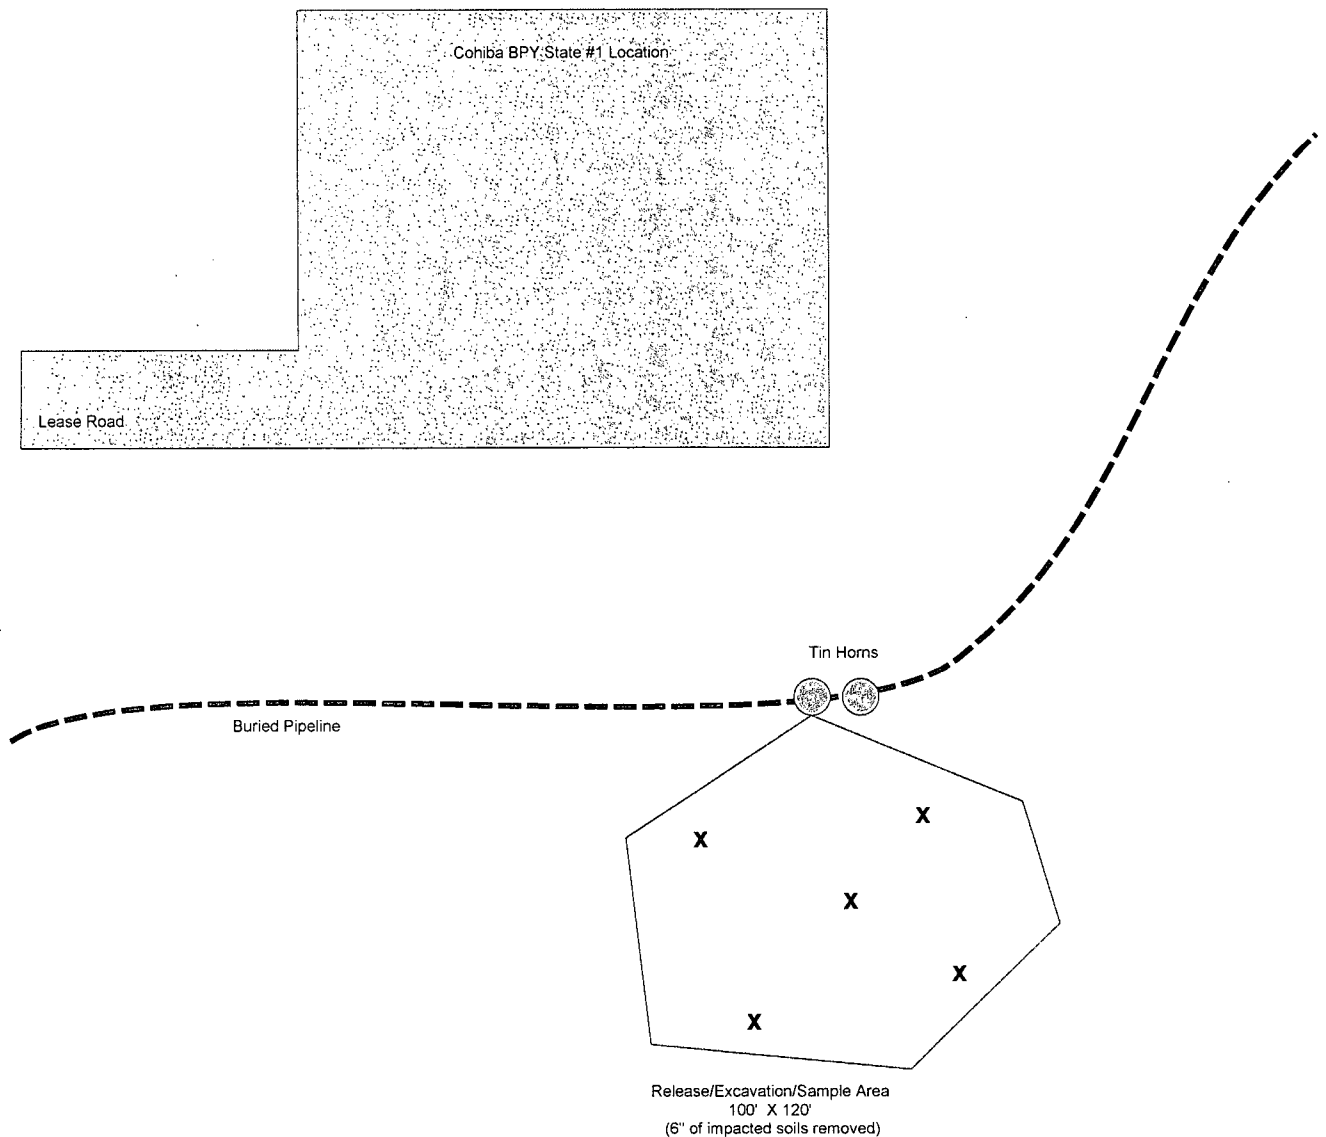 Cohiba BPY State #1 Location
Lease Road
Tin Horns
Buried Pipeline
X
X
X
X
X
Release/Excavation/Sample Area
100' X 120'
(6" of impacted soils removed)